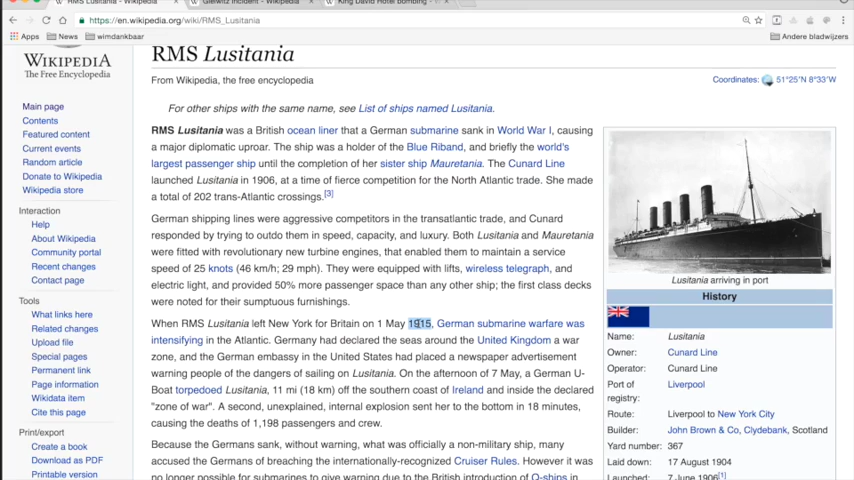 RMS Lusitania - Wikipedia
Gleiwitz incident - Wikipedia
King David Hotel bombing -
https://en.wikipedia.org/wiki/RMS_Lusitania
Apps
News
wimdankbaar
Andere bladwijzers
WIKIPEDIA
The Free Encyclopedia
Main page
Contents
Featured content
Current events
Random article
Donate to Wikipedia
Wikipedia store
Interaction
Help
About Wikipedia
Community portal
Recent changes
Contact page
Tools
What links here
Related changes
Upload file
Special pages
Permanent link
Page information
Wikidata item
Cite this page
Print/export
Create a book
Download as PDF
Printable version
RMS Lusitania
From Wikipedia, the free encyclopedia
Coordinates: 51°25′N 8°33′W
For other ships with the same name, see List of ships named Lusitania.
RMS Lusitania was a British ocean liner that a German submarine sank in World War I, causing
a major diplomatic uproar. The ship was a holder of the Blue Riband, and briefly the world's
largest passenger ship until the completion of her sister ship Mauretania. The Cunard Line
launched Lusitania in 1906, at a time of fierce competition for the North Atlantic trade. She made
a total of 202 trans-Atlantic crossings.[3]
German shipping lines were aggressive competitors in the transatlantic trade, and Cunard
responded by trying to outdo them in speed, capacity, and luxury. Both Lusitania and Mauretania
were fitted with revolutionary new turbine engines, that enabled them to maintain a service
speed of 25 knots (46 km/h; 29 mph). They were equipped with lifts, wireless telegraph, and
electric light, and provided 50% more passenger space than any other ship; the first class decks
were noted for their sumptuous furnishings.
When RMS Lusitania left New York for Britain on 1 May 1915, German submarine warfare was
intensifying in the Atlantic. Germany had declared the seas around the United Kingdom a war
zone, and the German embassy in the United States had placed a newspaper advertisement
warning people of the dangers of sailing on Lusitania. On the afternoon of 7 May, a German U-
Boat torpedoed Lusitania, 11 mi (18 km) off the southern coast of Ireland and inside the declared
"zone of war". A second, unexplained, internal explosion sent her to the bottom in 18 minutes,
causing the deaths of 1,198 passengers and crew.
Because the Germans sank, without warning, what was officially a non-military ship, many
accused the Germans of breaching the internationally-recognized Cruiser Rules. However it was
no longer possible for submarines to give warning due to the British introduction of Q-ships in
Lusitania arriving in port
History
Name: Lusitania
Owner: Cunard Line
Operator: Cunard Line
Port of registry: Liverpool
Route: Liverpool to New York City
Builder: John Brown & Co, Clydebank, Scotland
Yard number: 367
Laid down: 17 August 1904
Launched: 7 June 1906[1]